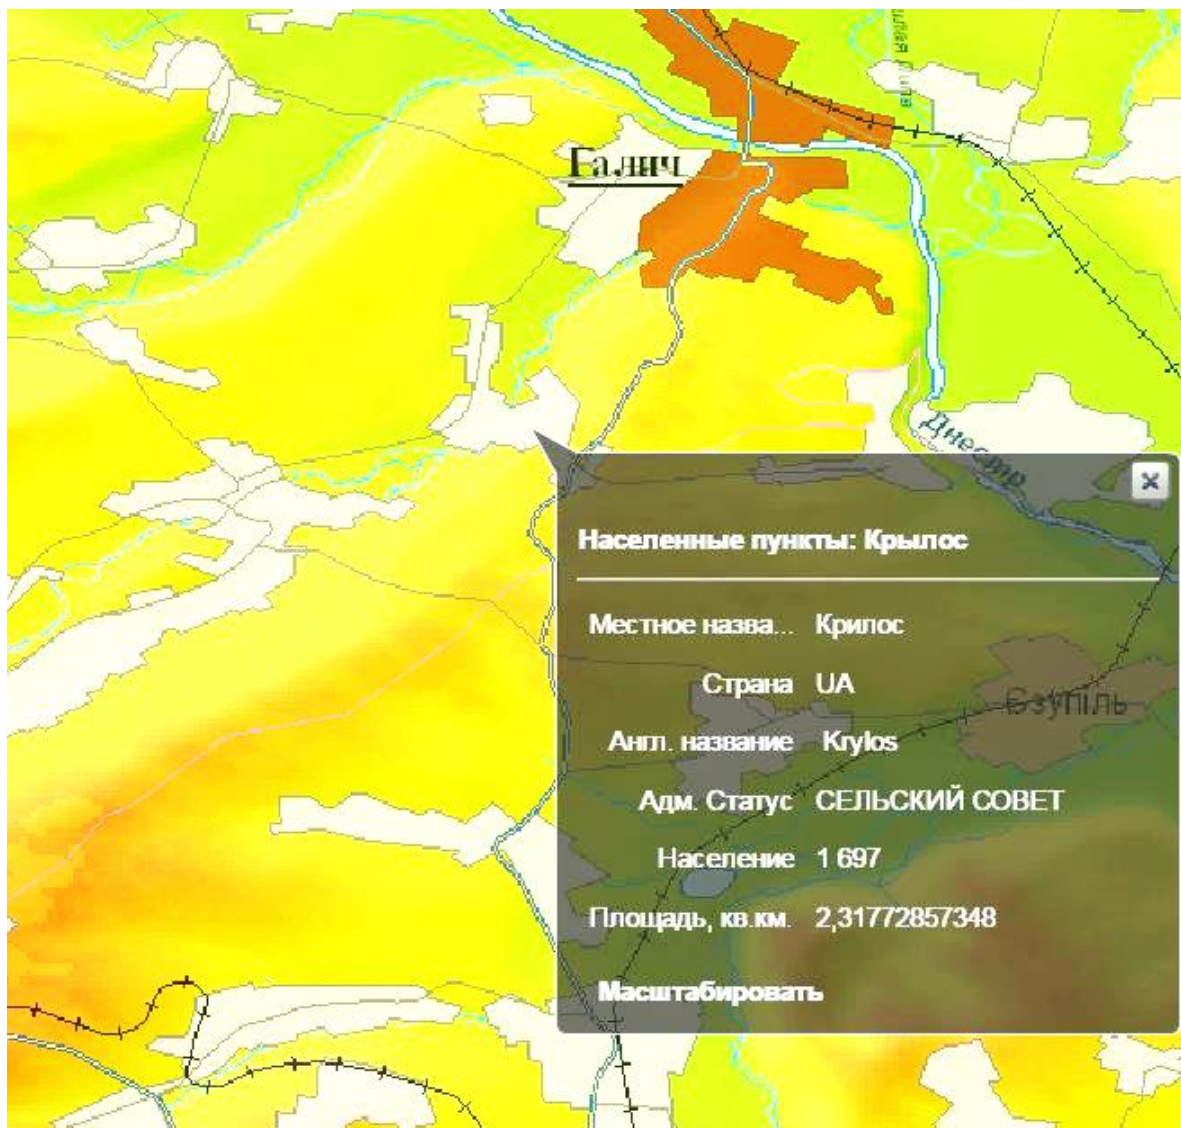 Галич
Днестр
Населенные пункты: Крылос
Местное назва... Крилос
Страна UA
Єзупіль
Англ. название Krylos
Адм. Статус СЕЛЬСКИЙ СОВЕТ
Население 1 697
Площадь, кв.км. 2,31772857348
Масштабировать